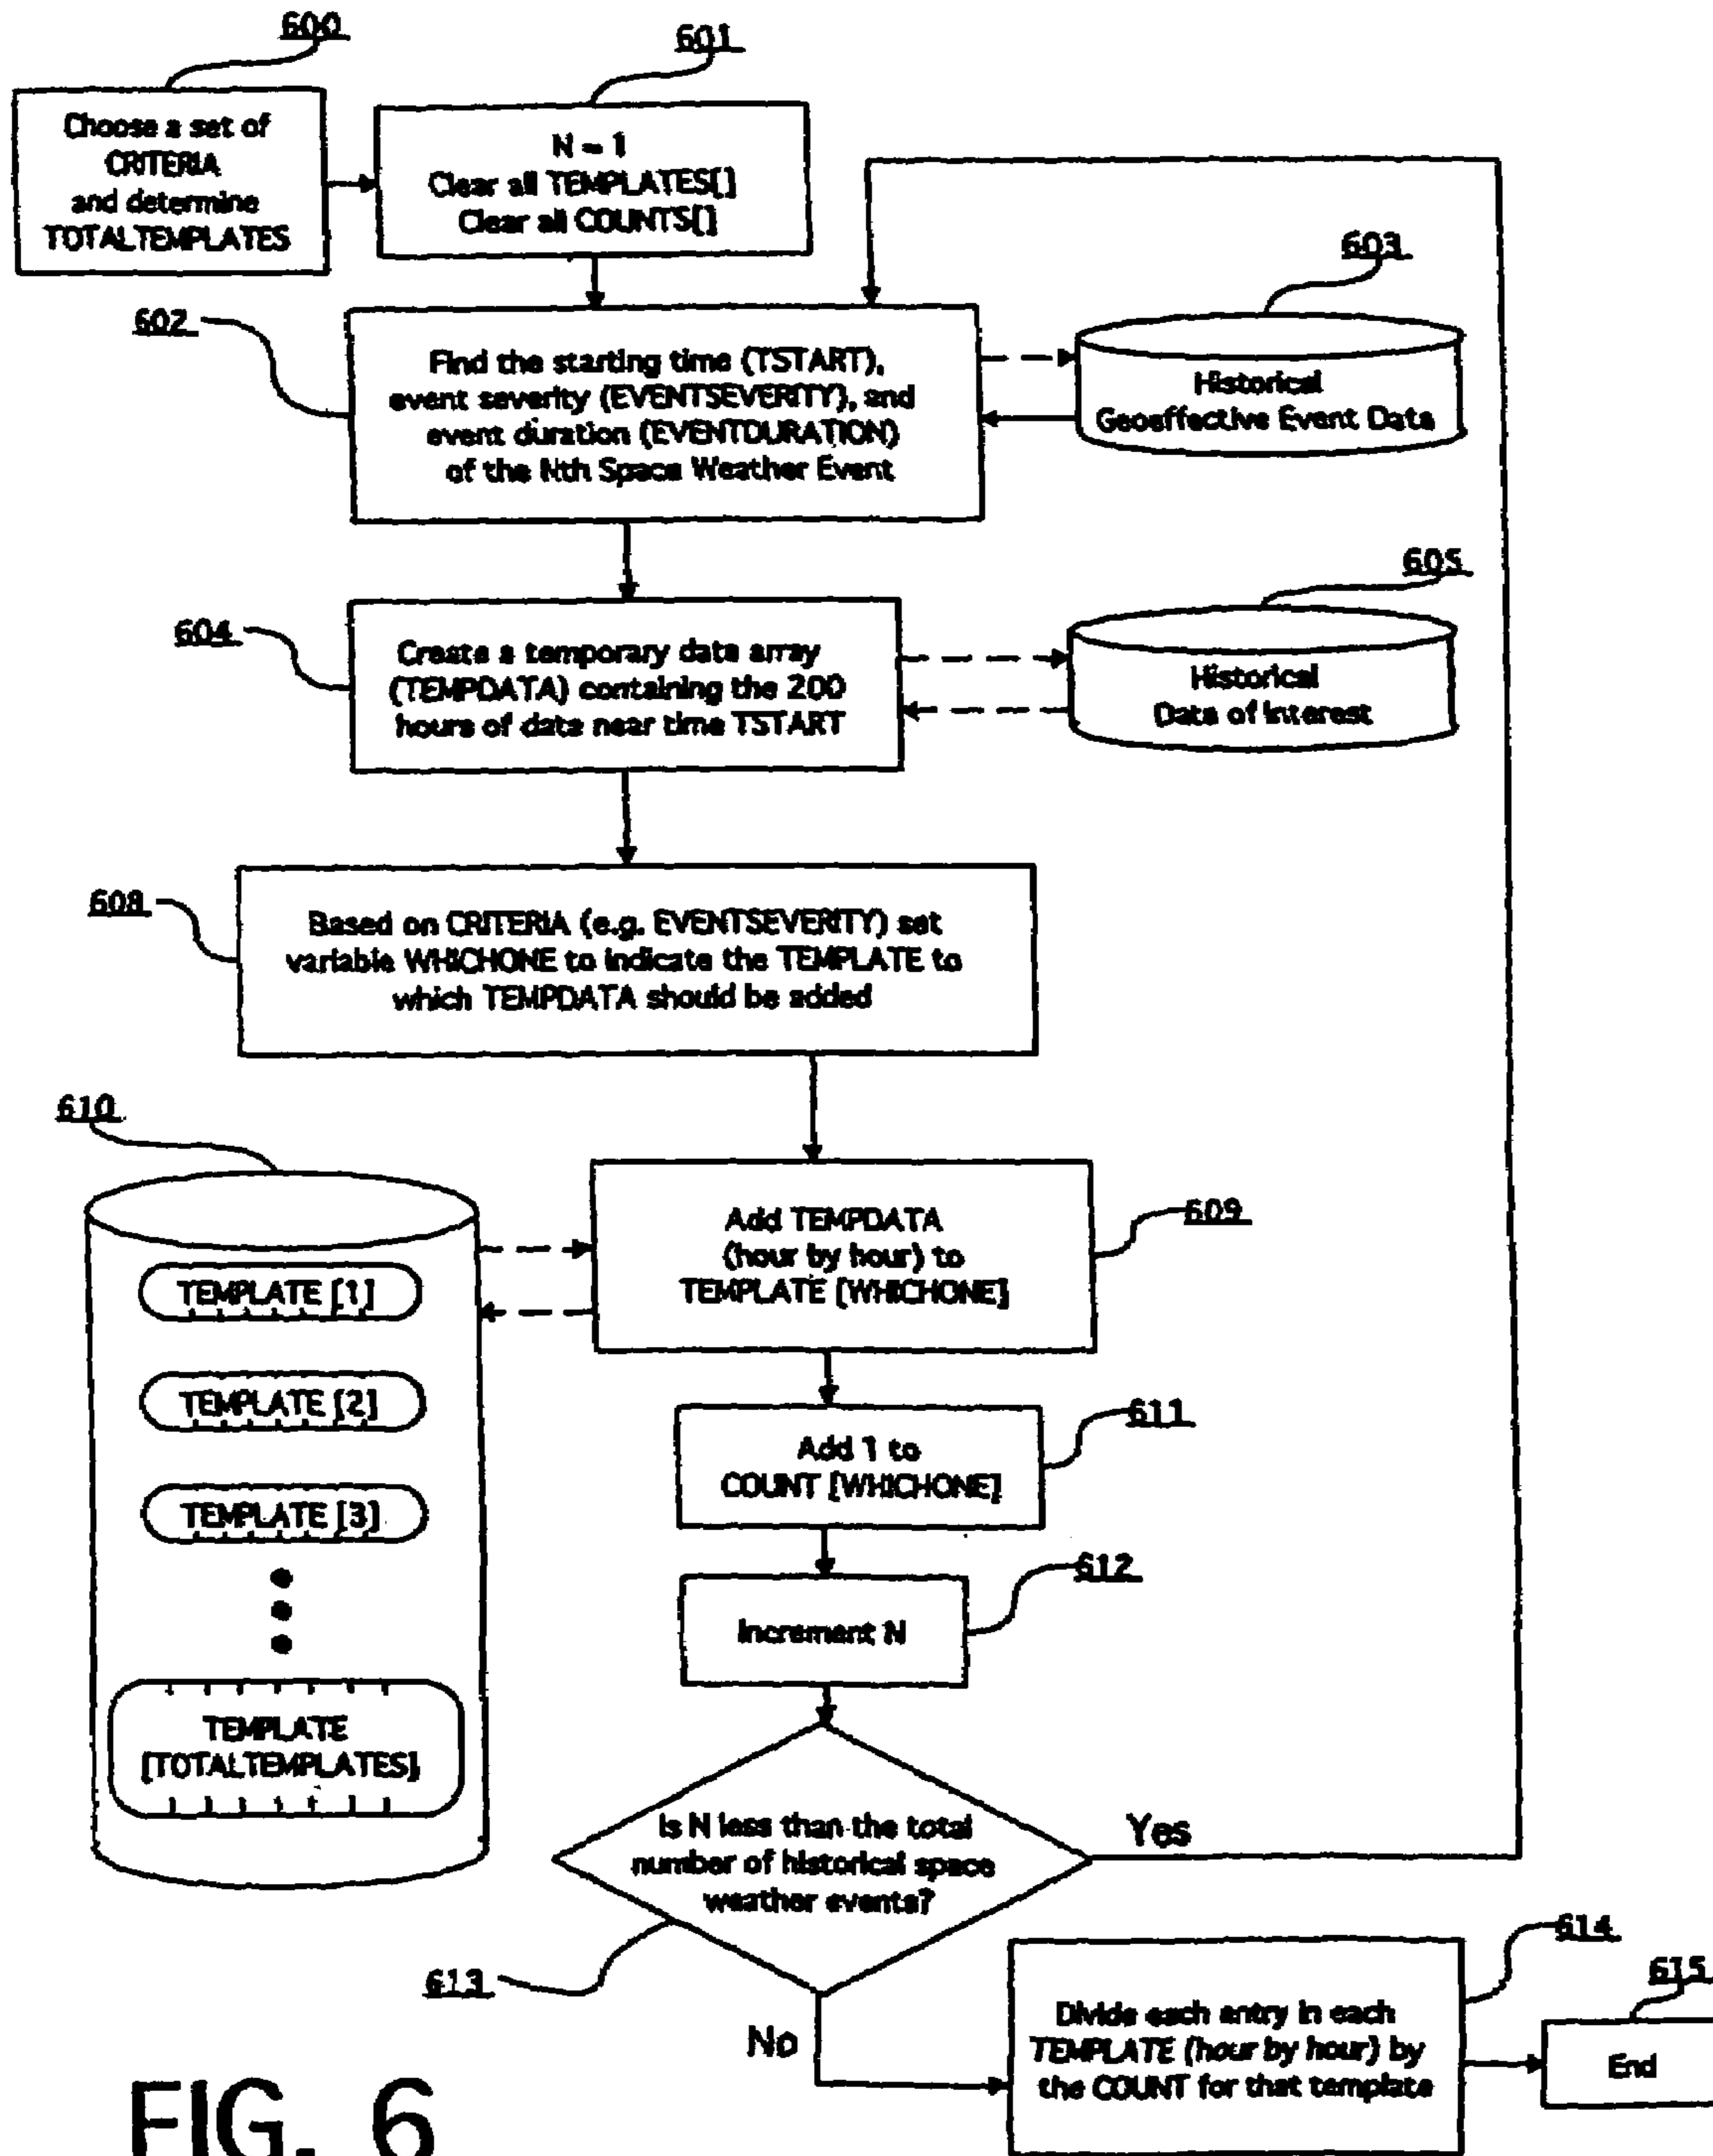 600
601
Choose a set of
CRITERIA
and determine
TOTALTEMPLATES
N = 1
Clear all TEMPLATES[]
Clear all COUNTS[]
602
603
Find the starting time (TSTART),
event severity (EVENTSEVERITY), and
event duration (EVENTDURATION)
of the Nth Space Weather Event
Historical
Geoeffective Event Data
604
605
Create a temporary data array
(TEMPDATA) containing the 200
hours of data near time TSTART
Historical
Data of Interest
608
Based on CRITERIA (e.g. EVENTSEVERITY) set
variable WHICHONE to indicate the TEMPLATE to
which TEMPDATA should be added
610
609
Add TEMPDATA
(hour by hour) to
TEMPLATE [WHICHONE]
TEMPLATE [1]
TEMPLATE [2]
TEMPLATE [3]
TEMPLATE
[TOTALTEMPLATES]
611
Add 1 to
COUNT [WHICHONE]
612
Increment N
Is N less than the total
number of historical space
weather events?
Yes
613
No
614
Divide each entry in each
TEMPLATE (hour by hour) by
the COUNT for that template
615
End
FIG. 6